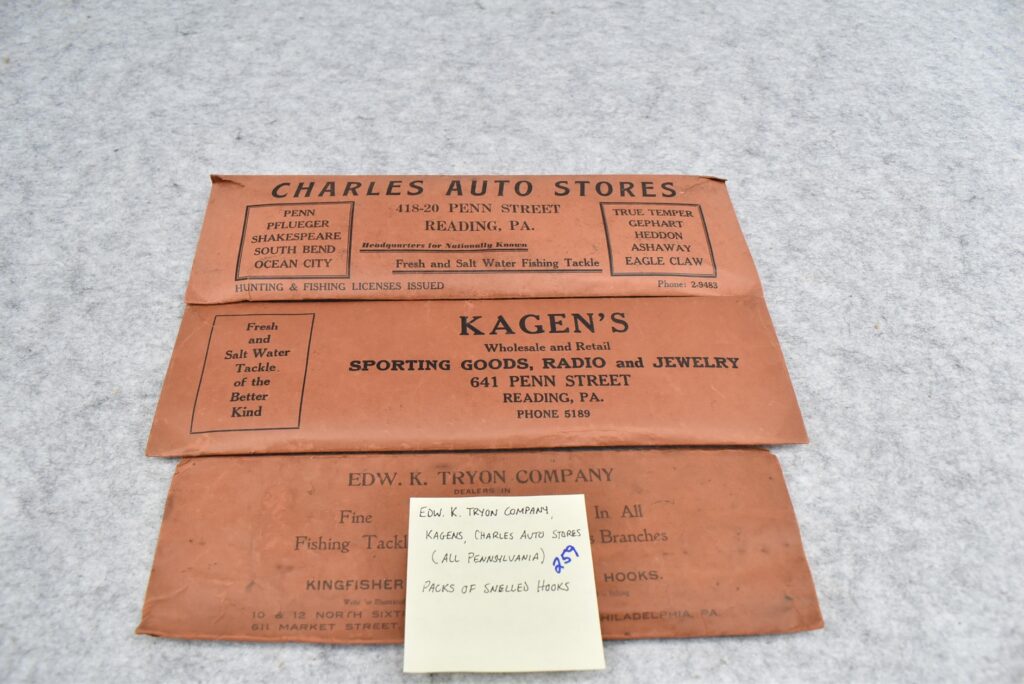 CHARLES AUTO STORES
418-20 PENN STREET
READING, PA.
Headquarters for Nationally Known
Fresh and Salt Water Fishing Tackle
PENN
PFLUEGER
SHAKESPEARE
SOUTH BEND
OCEAN CITY
TRUE TEMPER
GEPHART
HEDDON
ASHAWAY
EAGLE CLAW
HUNTING & FISHING LICENSES ISSUED
Phone: 2-9483
Fresh
and
Salt Water
Tackle
of the
Better
Kind
KAGEN'S
Wholesale and Retail
SPORTING GOODS, RADIO and JEWELRY
641 PENN STREET
READING, PA.
PHONE 5189
EDW. K. TRYON COMPANY
DEALERS IN
Fine In All
Fishing Tackl s Branches
KINGFISHER HOOKS.
10 & 12 NORTH SIXT
611 MARKET STREET, PHILADELPHIA, PA.
EDW. K. TRYON COMPANY,
KAGENS, CHARLES AUTO STORES
(ALL PENNSYLVANIA)
259
PACKS OF SNELLED HOOKS